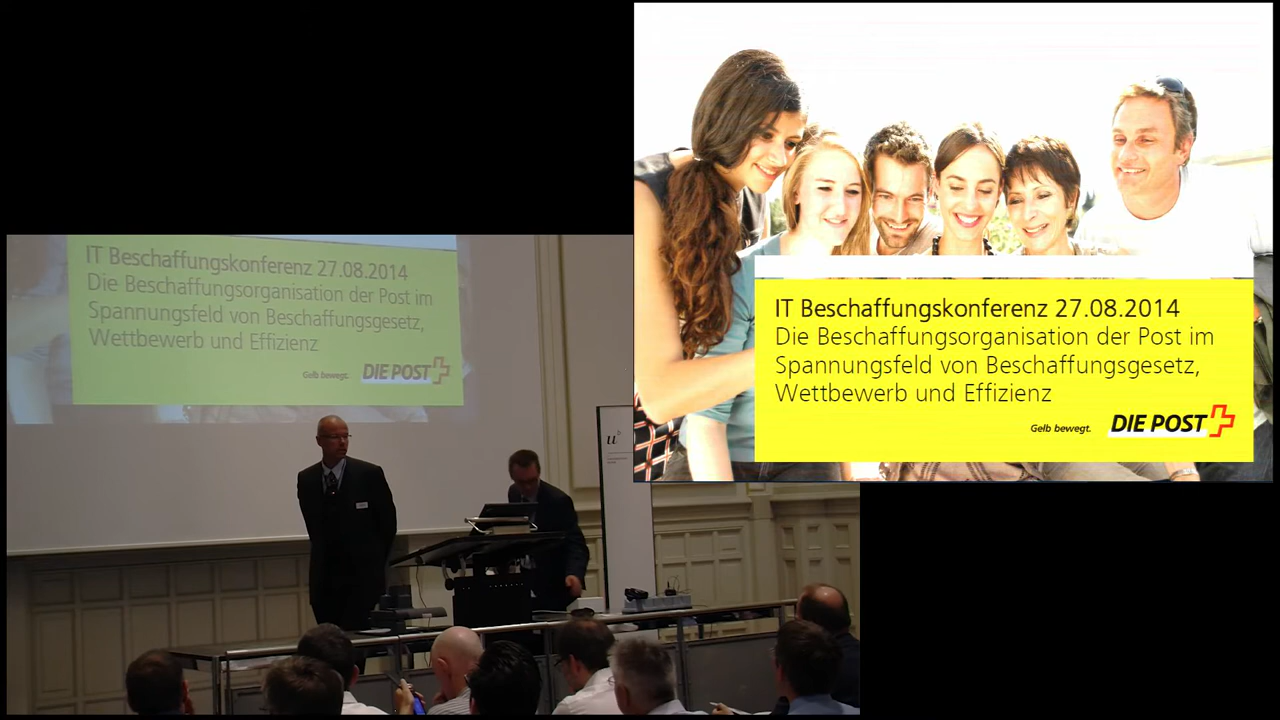 IT Beschaffungskonferenz 27.08.2014
Die Beschaffungsorganisation der Post im
Spannungsfeld von Beschaffungsgesetz,
Wettbewerb und Effizienz
Gelb bewegt. DIE POST
IT Beschaffungskonferenz 27.08.2014
Die Beschaffungsorganisation der Post im
Spannungsfeld von Beschaffungsgesetz,
Wettbewerb und Effizienz
Gelb bewegt. DIE POST
u
b